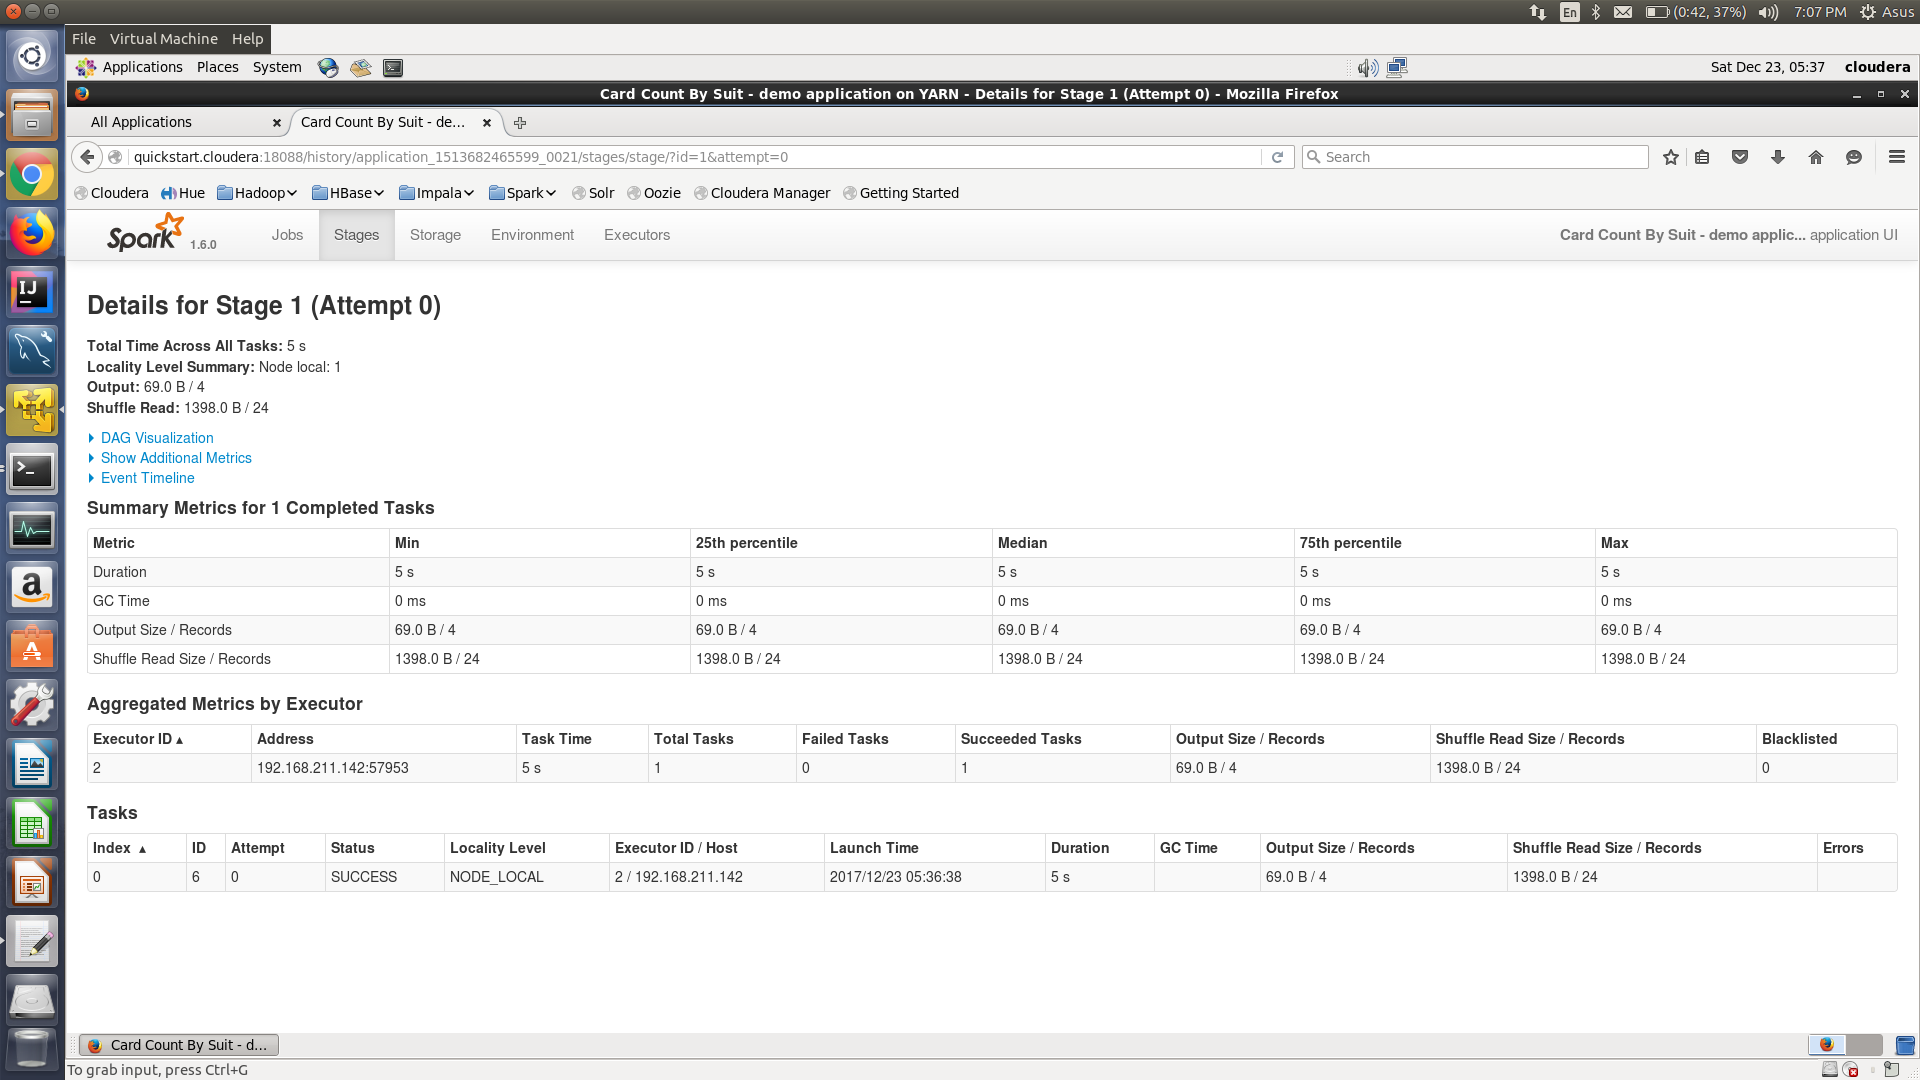 En (0:42, 37%) 7:07 PM Asus
File Virtual Machine Help
Applications Places System Sat Dec 23, 05:37 cloudera
Card Count By Suit - demo application on YARN - Details for Stage 1 (Attempt 0) - Mozilla Firefox
All Applications Card Count By Suit - de...
quickstart.cloudera:18088/history/application_1513682465599_0021/stages/stage/?id=1&attempt=0 Search
Cloudera Hue Hadoop HBase Impala Spark Solr Oozie Cloudera Manager Getting Started
Spark 1.6.0 Jobs Stages Storage Environment Executors Card Count By Suit - demo applic... application UI
Details for Stage 1 (Attempt 0)
Total Time Across All Tasks: 5 s
Locality Level Summary: Node local: 1
Output: 69.0 B / 4
Shuffle Read: 1398.0 B / 24
DAG Visualization
Show Additional Metrics
Event Timeline
Summary Metrics for 1 Completed Tasks
Metric Min 25th percentile Median 75th percentile Max
Duration 5 s 5 s 5 s 5 s 5 s
GC Time 0 ms 0 ms 0 ms 0 ms 0 ms
Output Size / Records 69.0 B / 4 69.0 B / 4 69.0 B / 4 69.0 B / 4 69.0 B / 4
Shuffle Read Size / Records 1398.0 B / 24 1398.0 B / 24 1398.0 B / 24 1398.0 B / 24 1398.0 B / 24
Aggregated Metrics by Executor
Executor ID Address Task Time Total Tasks Failed Tasks Succeeded Tasks Output Size / Records Shuffle Read Size / Records Blacklisted
2 192.168.211.142:57953 5 s 1 0 1 69.0 B / 4 1398.0 B / 24 0
Tasks
Index ID Attempt Status Locality Level Executor ID / Host Launch Time Duration GC Time Output Size / Records Shuffle Read Size / Records Errors
0 6 0 SUCCESS NODE_LOCAL 2 / 192.168.211.142 2017/12/23 05:36:38 5 s 69.0 B / 4 1398.0 B / 24
Card Count By Suit - d...
To grab input, press Ctrl+G
IJ
a
A